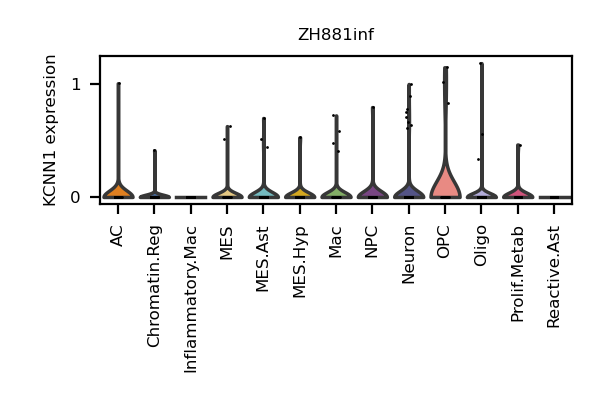 ZH881inf
KCNN1 expression
1
0
AC
Chromatin.Reg
Inflammatory.Mac
MES
MES.Ast
MES.Hyp
Mac
NPC
Neuron
OPC
Oligo
Prolif.Metab
Reactive.Ast